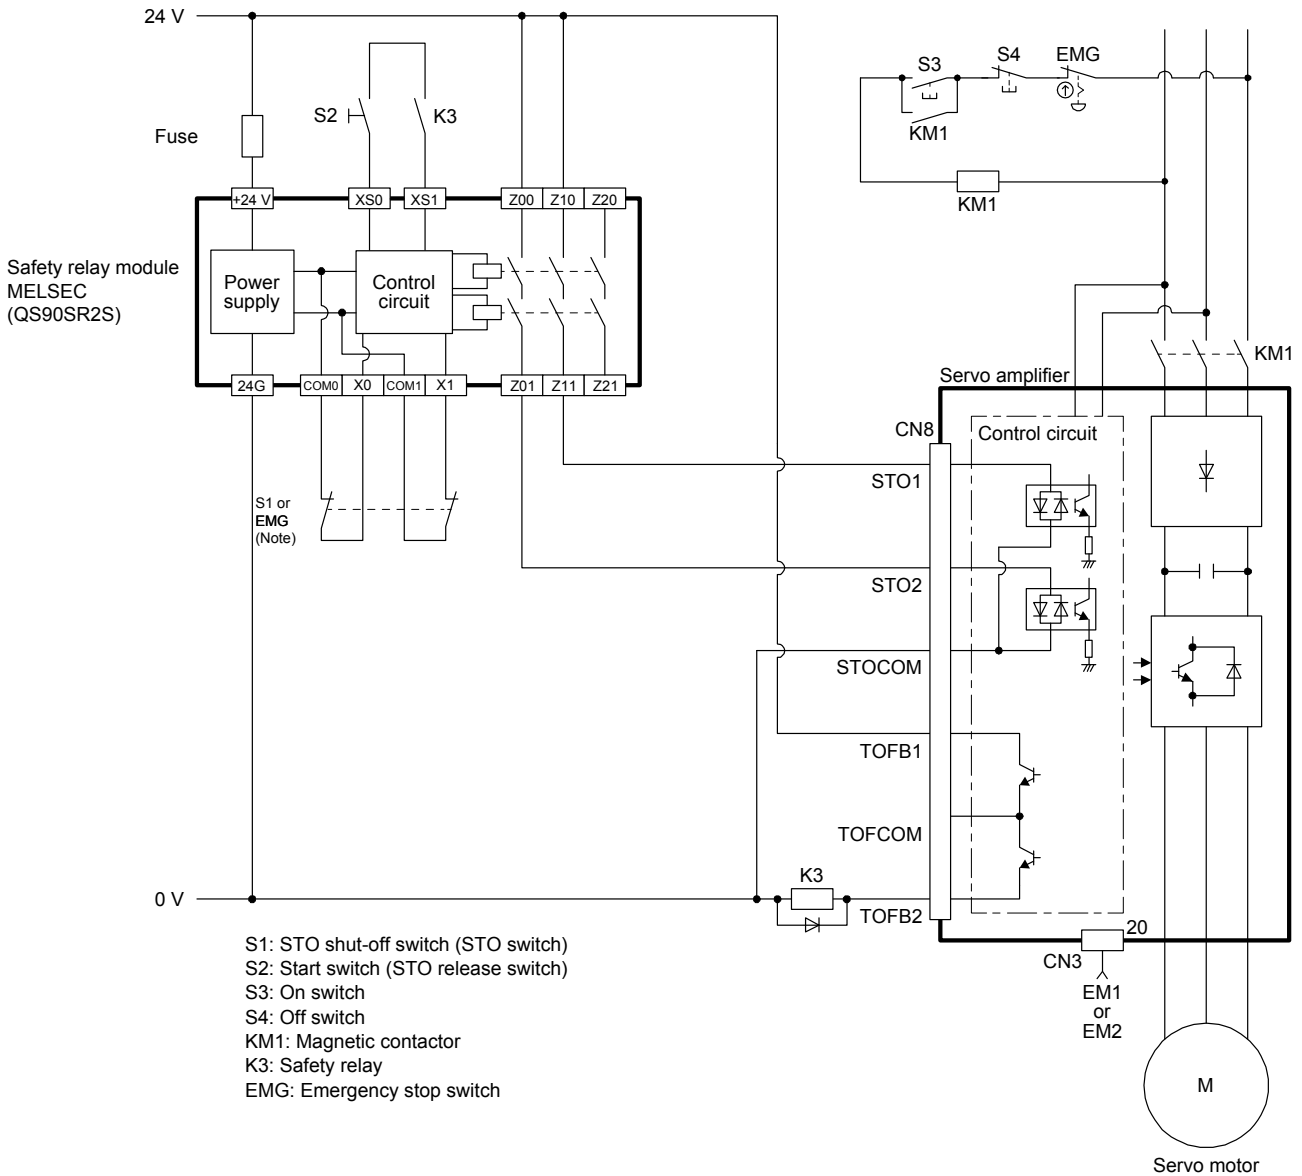 24 V
S3
S4
EMG
S2
K3
Fuse
KM1
KM1
+24 V
XS0
XS1
Z00
Z10
Z20
Safety relay module
MELSEC
(QS90SR2S)
Power
supply
Control
circuit
KM1
24G
COM0
X0
COM1
X1
Z01
Z11
Z21
Servo amplifier
CN8
Control circuit
STO1
S1 or
EMG
(Note)
STO2
STOCOM
TOFB1
TOFCOM
K3
0 V
TOFB2
20
CN3
EM1
or
EM2
S1: STO shut-off switch (STO switch)
S2: Start switch (STO release switch)
S3: On switch
S4: Off switch
KM1: Magnetic contactor
K3: Safety relay
EMG: Emergency stop switch
M
Servo motor